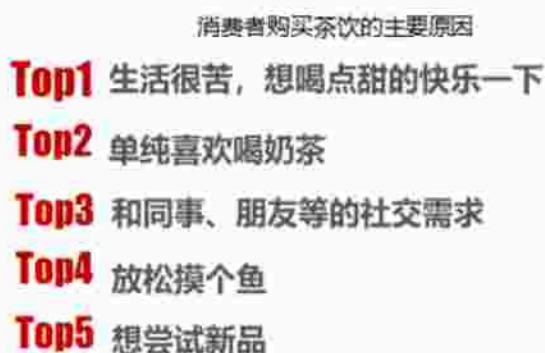 消费者购买茶饮的主要原因
Top1 生活很苦，想喝点甜的快乐一下
Top2 单纯喜欢喝奶茶
Top3 和同事、朋友等的社交需求
Top4 放松摸个鱼
Top5 想尝试新品